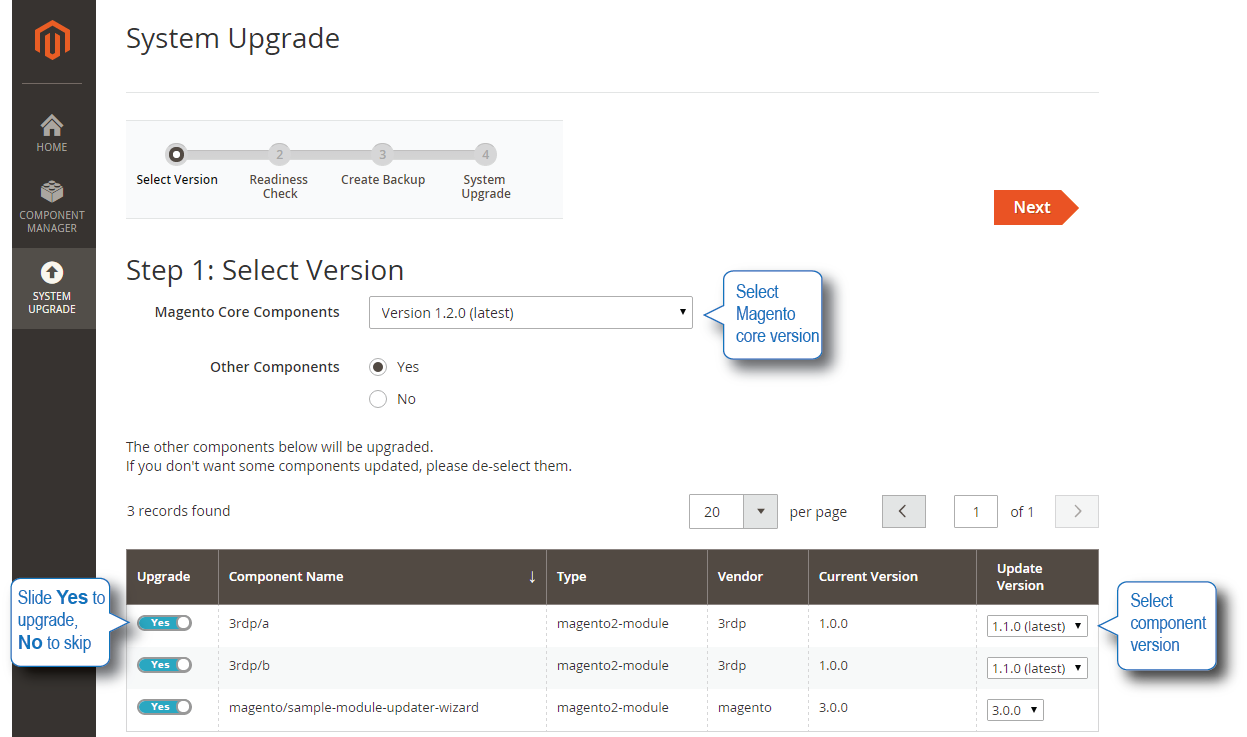 System Upgrade
HOME
COMPONENT
MANAGER
SYSTEM
UPGRADE
2
3
4
Select Version
Readiness
Check
Create Backup
System
Upgrade
Next
Step 1: Select Version
Magento Core Components
Version 1.2.0 (latest)
Select
Magento
core version
Other Components
Yes
No
The other components below will be upgraded.
If you don't want some components updated, please de-select them.
3 records found
20
per page
1
of 1
Upgrade
Component Name
Type
Vendor
Current Version
Update
Version
Slide Yes to
upgrade,
No to skip
Yes
3rdp/a
magento2-module
3rdp
1.0.0
1.1.0 (latest)
Select
component
version
Yes
3rdp/b
magento2-module
3rdp
1.0.0
1.1.0 (latest)
Yes
magento/sample-module-updater-wizard
magento2-module
magento
3.0.0
3.0.0